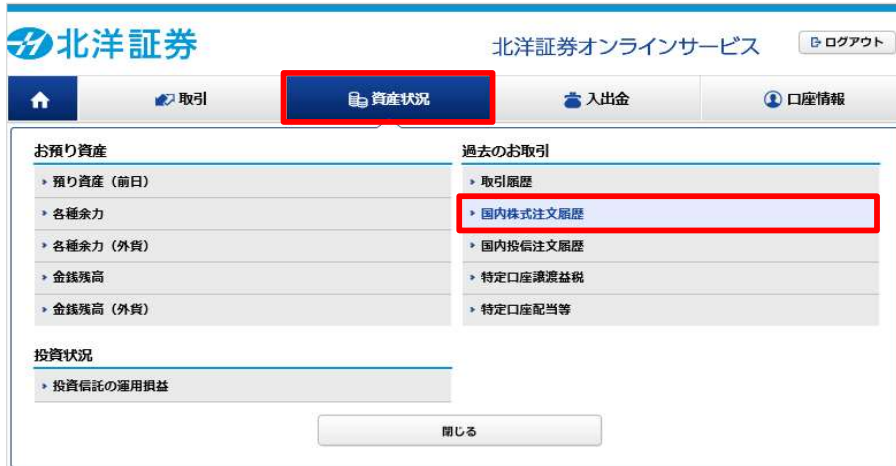 北洋証券
北洋証券オンラインサービス
ログアウト
取引
資産状況
入出金
口座情報
お預り資産
預り資産（前日）
各種余力
各種余力（外貨）
金銭残高
金銭残高（外貨）
過去のお取引
取引履歴
国内株式注文履歴
国内投信注文履歴
特定口座譲渡益税
特定口座配当等
投資状況
投資信託の運用損益
閉じる